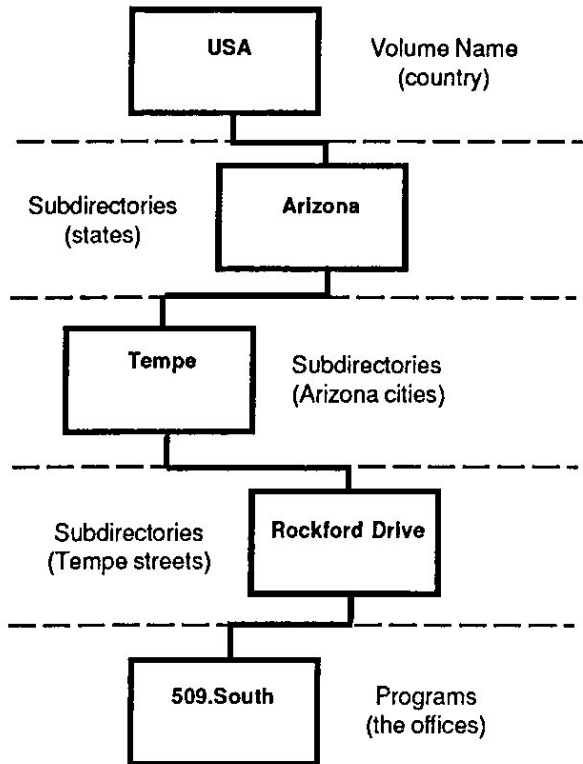 USA
Volume Name
(country)
Subdirectories
(states)
Arizona
Tempe
Subdirectories
(Arizona cities)
Subdirectories
(Tempe streets)
Rockford Drive
509.South
Programs
(the offices)